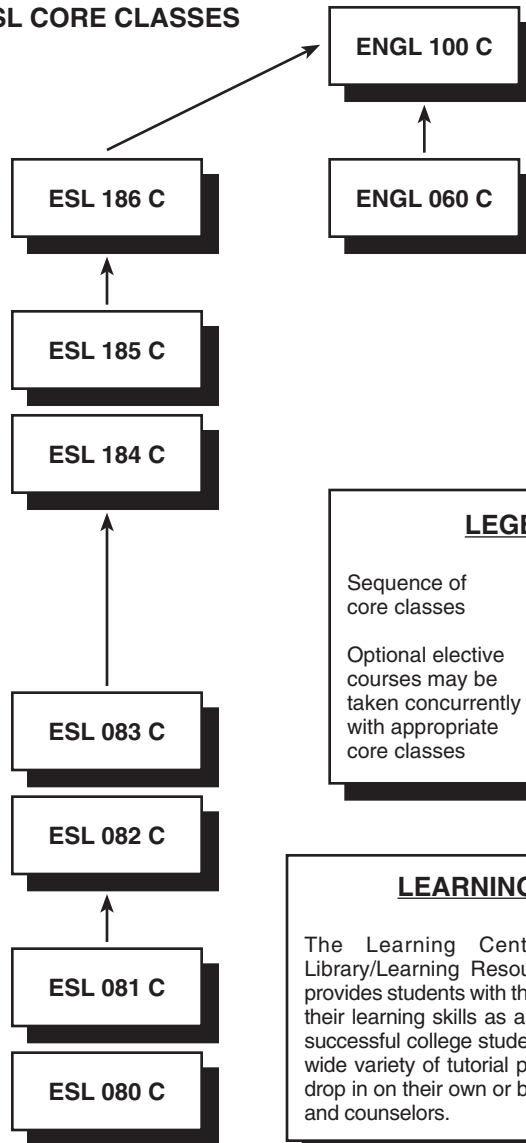 SL CORE CLASSES
ENGL 100 C
ESL 186 C
ENGL 060 C
ESL 185 C
ESL 184 C
LEGE
Sequence of
core classes
Optional elective
courses may be
taken concurrently
with appropriate
core classes
ESL 083 C
ESL 082 C
ESL 081 C
ESL 080 C
LEARNING
The Learning Cent
Library/Learning Resou
provides students with th
their learning skills as a
successful college stude
wide variety of tutorial p
drop in on their own or b
and counselors.